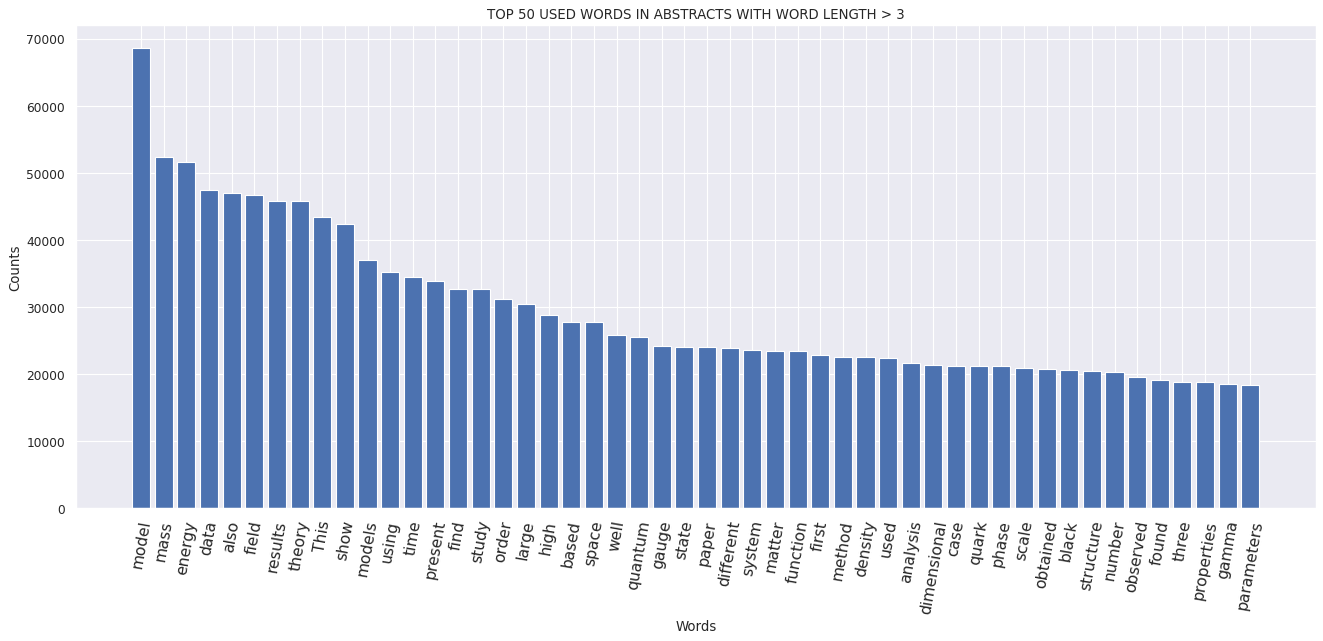 TOP 50 USED WORDS IN ABSTRACTS WITH WORD LENGTH > 3
70000
60000
50000
40000
30000
20000
10000
0
Counts
model
mass
energy
data
also
field
results
theory
This
show
models
using
time
present
find
study
order
large
high
based
space
well
quantum
gauge
state
paper
different
system
matter
function
first
method
density
used
analysis
dimensional
case
quark
phase
scale
obtained
black
structure
number
observed
found
three
properties
gamma
parameters
Words